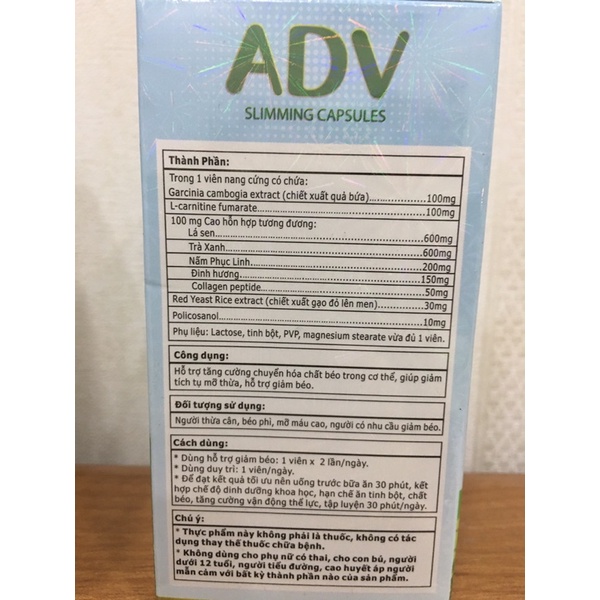 ADV
SLIMMING CAPSULES
Thành Phần:
Trong 1 viên nang cứng có chứa:
Garcinia cambogia extract (chiết xuất quả bứa)...................100mg
L-carnitine fumarate...................................................100mg
100 mg Cao hỗn hợp tương đương:
Lá sen...................................................600mg
Trà Xanh...................................................600mg
Nấm Phục Linh...................................................200mg
Đinh hương...................................................150mg
Collagen peptide...................................................50mg
Red Yeast Rice extract (chiết xuất gạo đỏ lên men)..............30mg
Policosanol...................................................10mg
Phụ liệu: Lactose, tinh bột, PVP, magnesium stearate vừa đủ 1 viên.
Công dụng:
Hỗ trợ tăng cường chuyển hóa chất béo trong cơ thể, giúp giảm
tích tụ mỡ thừa, hỗ trợ giảm béo.
Đối tượng sử dụng:
Người thừa cân, béo phì, mỡ máu cao, người có nhu cầu giảm béo.
Cách dùng:
* Dùng hỗ trợ giảm béo: 1 viên x 2 lần/ngày.
* Dùng duy trì: 1 viên/ngày.
* Để đạt kết quả tối ưu nên uống trước bữa ăn 30 phút, kết
hợp chế độ dinh dưỡng khoa học, hạn chế ăn tinh bột, chất
béo, tăng cường vận động thể lực, tập luyện 30 phút/ngày.
Chú ý:
* Thực phẩm này không phải là thuốc, không có tác
dụng thay thế thuốc chữa bệnh.
* Không dùng cho phụ nữ có thai, cho con bú, người
dưới 12 tuổi, người tiểu đường, cao huyết áp người
mẫn cảm với bất kỳ thành phần nào của sản phẩm.